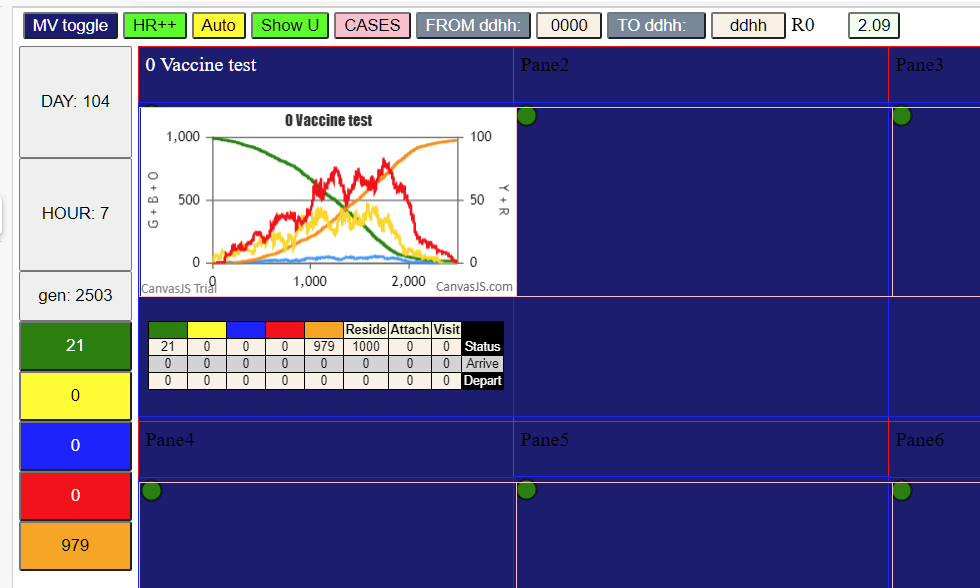 MV toggle HR++ Auto Show U CASES FROM ddhh: 0000 TO ddhh: ddhh R0 2.09
DAY: 104
HOUR: 7
gen: 2503
21
0
0
0
979
0 Vaccine test Pane2 Pane3
0 Vaccine test
1,000 100
500 50
0 0
G + B + O
Y + R
0 1,000 2,000
CanvasJS Trial CanvasJS.com
Reside Attach Visit
21 0 0 0 979 1000 0 0 Status
0 0 0 0 0 0 0 0 Arrive
0 0 0 0 0 0 0 0 Depart
Pane4 Pane5 Pane6